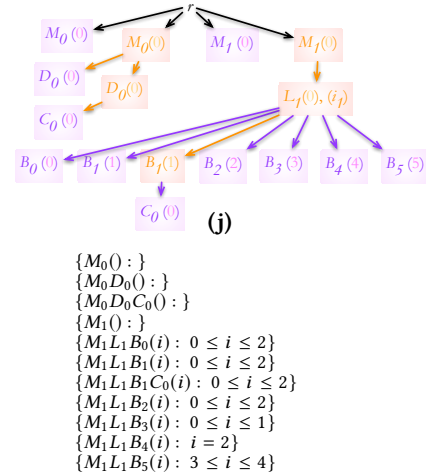 r
M₀(0) M₀(0) M₁(0) M₁(0)
D₀(0) D₀(0) L₁(0), (i₁)
C₀(0)
B₀(0) B₁(1) B₁(1) B₂(2) B₃(3) B₄(4) B₅(5)
C₀(0)
(j)
{M₀() : }
{M₀D₀() : }
{M₀D₀C₀() : }
{M₁() : }
{M₁L₁B₀(i) : 0 ≤ i ≤ 2}
{M₁L₁B₁(i) : 0 ≤ i ≤ 2}
{M₁L₁B₁C₀(i) : 0 ≤ i ≤ 2}
{M₁L₁B₂(i) : 0 ≤ i ≤ 2}
{M₁L₁B₃(i) : 0 ≤ i ≤ 1}
{M₁L₁B₄(i) : i = 2}
{M₁L₁B₅(i) : 3 ≤ i ≤ 4}